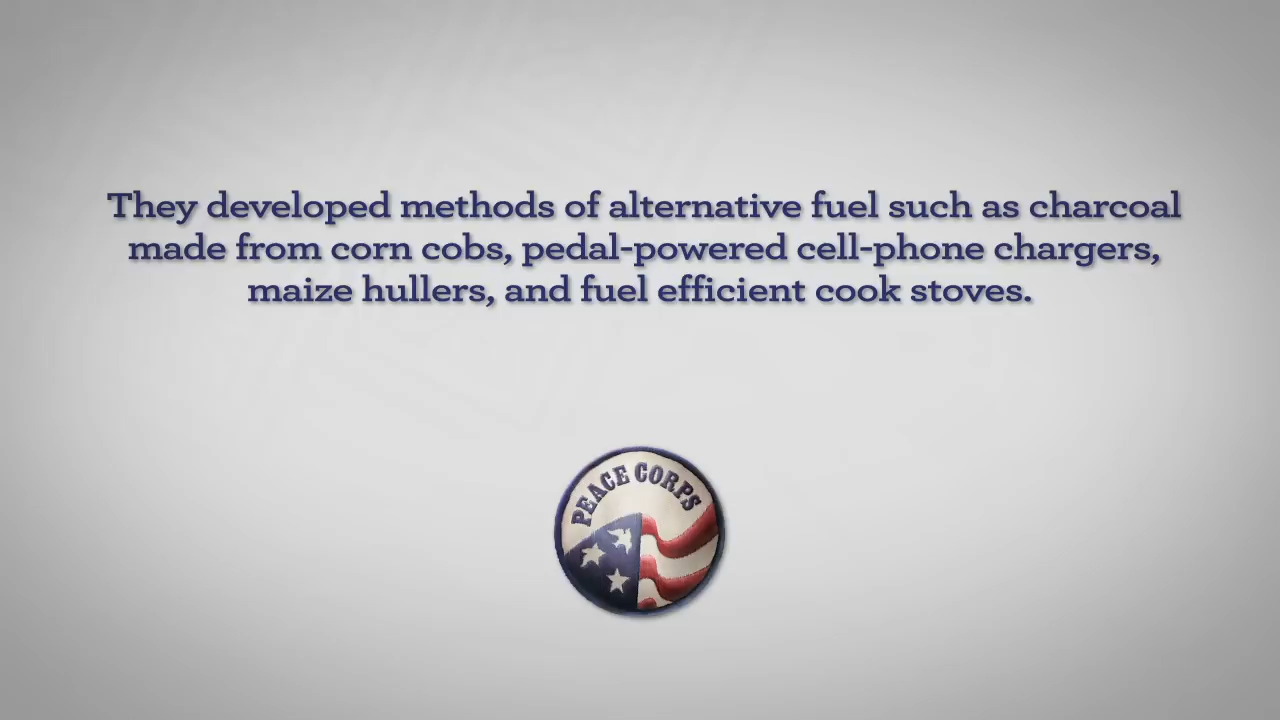 They developed methods of alternative fuel such as charcoal
made from corn cobs, pedal-powered cell-phone chargers,
maize hullers, and fuel efficient cook stoves.
PEACE CORPS